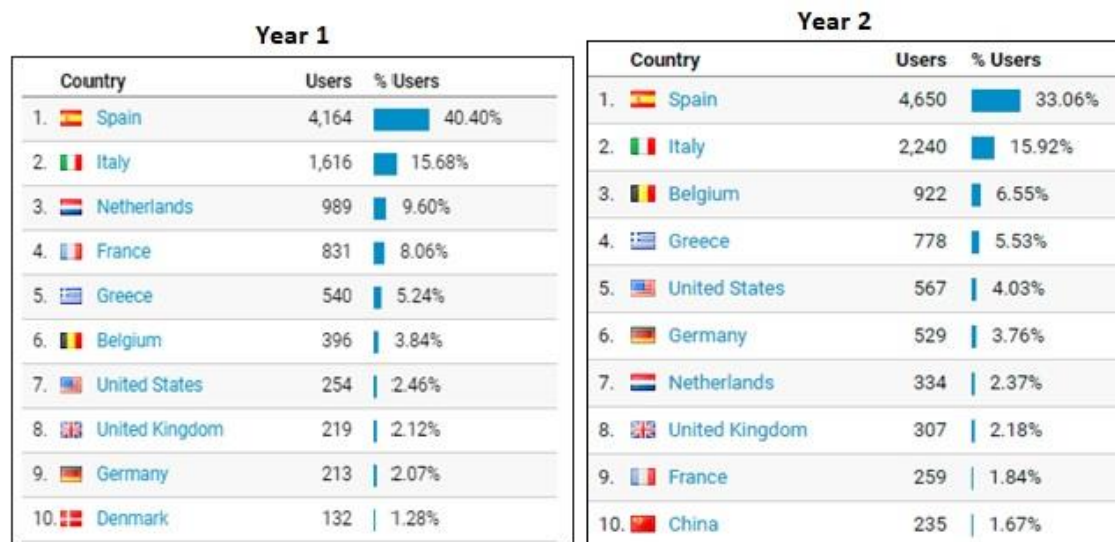 Year 1
Country Users % Users
1. Spain 4,164 40.40%
2. Italy 1,616 15.68%
3. Netherlands 989 9.60%
4. France 831 8.06%
5. Greece 540 5.24%
6. Belgium 396 3.84%
7. United States 254 2.46%
8. United Kingdom 219 2.12%
9. Germany 213 2.07%
10. Denmark 132 1.28%
Year 2
Country Users % Users
1. Spain 4,650 33.06%
2. Italy 2,240 15.92%
3. Belgium 922 6.55%
4. Greece 778 5.53%
5. United States 567 4.03%
6. Germany 529 3.76%
7. Netherlands 334 2.37%
8. United Kingdom 307 2.18%
9. France 259 1.84%
10. China 235 1.67%